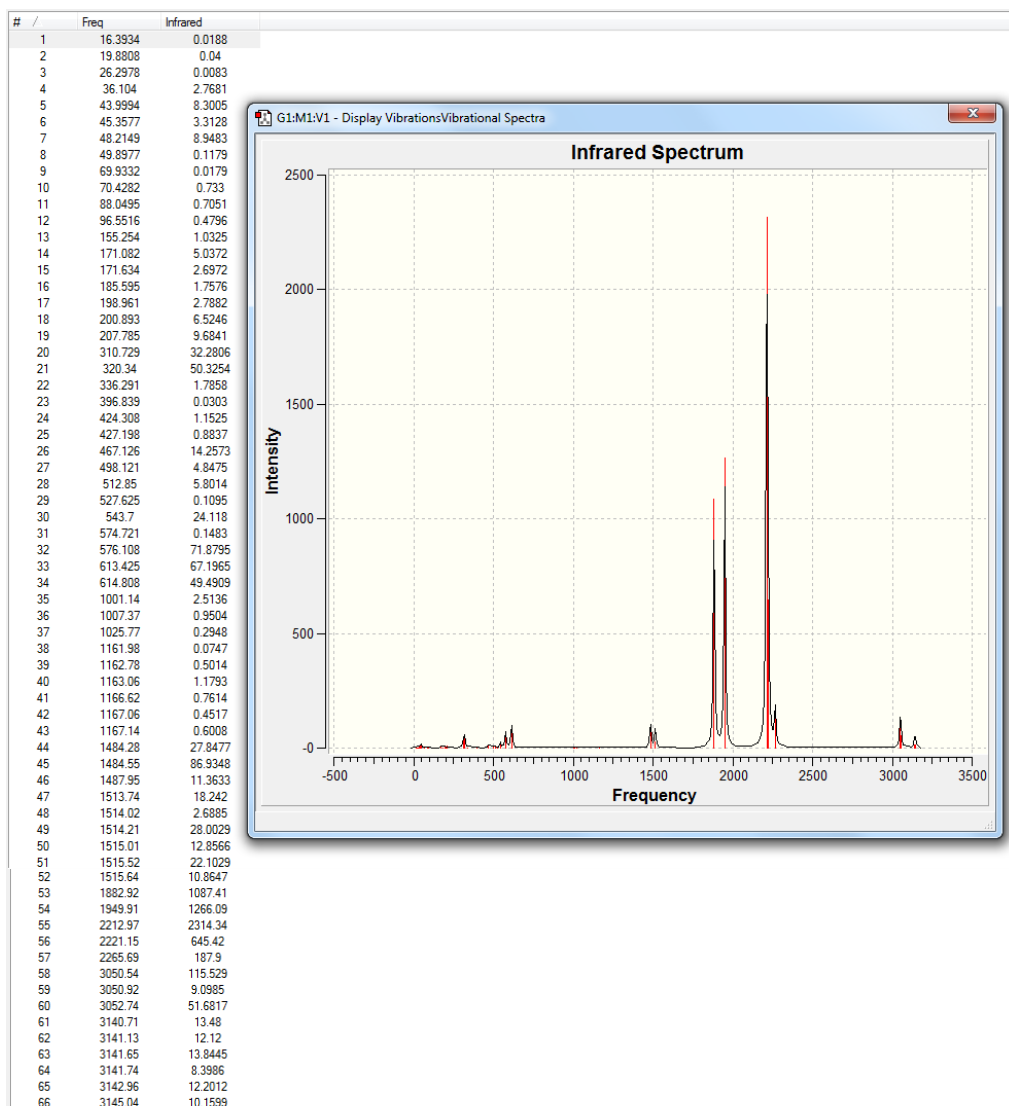 # / Freq Infrared
1 16.3934 0.0188
2 19.8808 0.04
3 26.2978 0.0083
4 36.104 2.7681
5 43.9994 8.3005
6 45.3577 3.3128
7 48.2149 8.9483
8 49.8977 0.1179
9 69.9332 0.0179
10 70.4282 0.733
11 88.0495 0.7051
12 96.5516 0.4796
13 155.254 1.0325
14 171.082 5.0372
15 171.634 2.6972
16 185.595 1.7576
17 198.961 2.7882
18 200.893 6.5246
19 207.785 9.6841
20 310.729 32.2806
21 320.34 50.3254
22 336.291 1.7858
23 396.839 0.0303
24 424.308 1.1525
25 427.198 0.8837
26 467.126 14.2573
27 498.121 4.8475
28 512.85 5.8014
29 527.625 0.1095
30 543.7 24.118
31 574.721 0.1483
32 576.108 71.8795
33 613.425 67.1965
34 614.808 49.4909
35 1001.14 2.5136
36 1007.37 0.9504
37 1025.77 0.2948
38 1161.98 0.0747
39 1162.78 0.5014
40 1163.06 1.1793
41 1166.62 0.7614
42 1167.06 0.4517
43 1167.14 0.6008
44 1484.28 27.8477
45 1484.55 86.9348
46 1487.95 11.3633
47 1513.74 18.242
48 1514.02 2.6885
49 1514.21 28.0029
50 1515.01 12.8566
51 1515.52 22.1029
52 1515.64 10.8647
53 1882.92 1087.41
54 1949.91 1266.09
55 2212.97 2314.34
56 2221.15 645.42
57 2265.69 187.9
58 3050.54 115.529
59 3050.92 9.0985
60 3052.74 51.6817
61 3140.71 13.48
62 3141.13 12.12
63 3141.65 13.8445
64 3141.74 8.3986
65 3142.96 12.2012
66 3145.04 10.1599
G1:M1:V1 - Display VibrationsVibrational Spectra
Infrared Spectrum
2500
2000
1500
1000
500
-0
Intensity
-500 0 500 1000 1500 2000 2500 3000 3500
Frequency